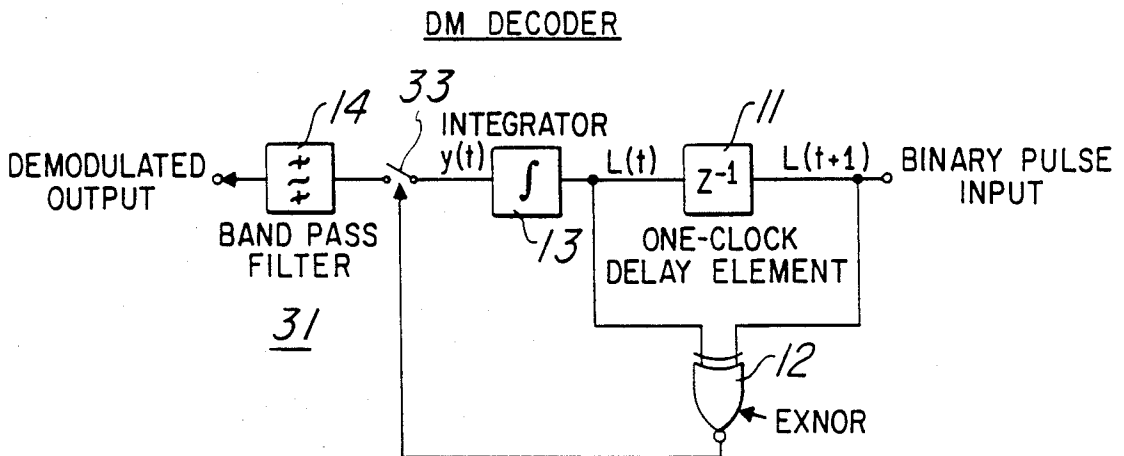 DM DECODER
33
14
11
INTEGRATOR
y(t)
L(t)
L(t+1)
DEMODULATED
OUTPUT
∫
Z-1
BINARY PULSE
INPUT
BAND PASS
FILTER
13
ONE-CLOCK
DELAY ELEMENT
31
12
EXNOR